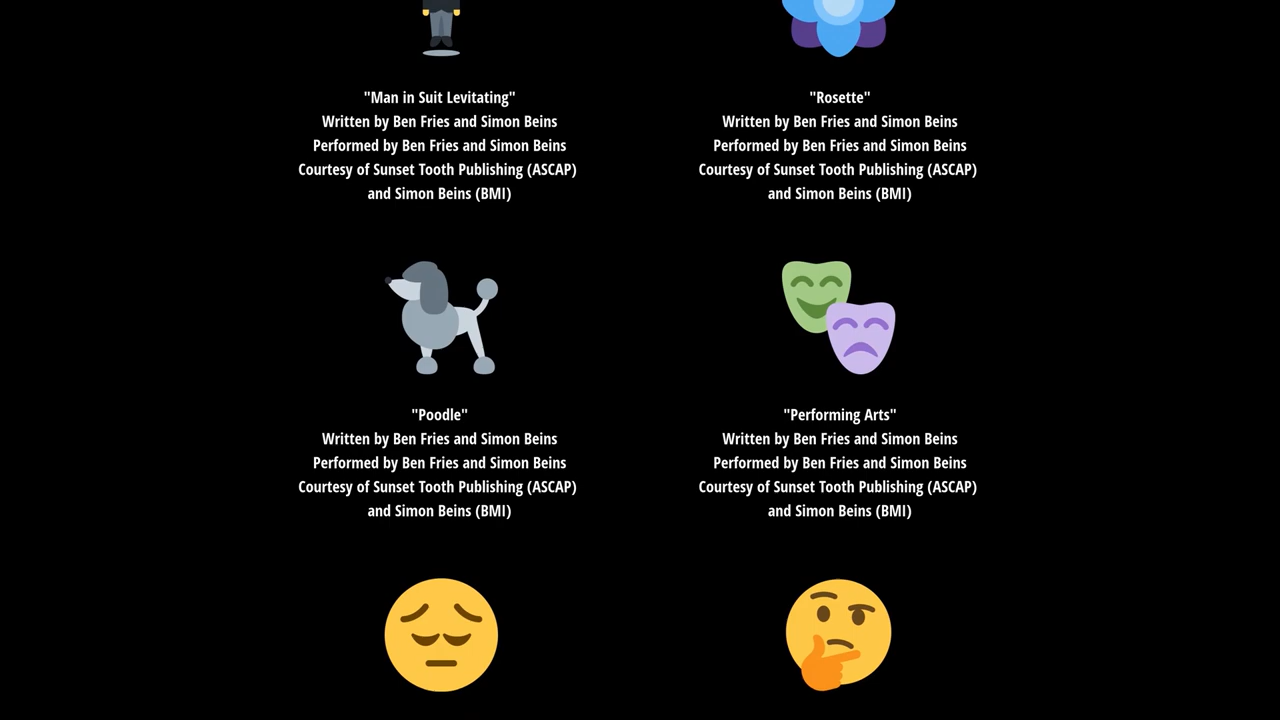 "Man in Suit Levitating"
Written by Ben Fries and Simon Beins
Performed by Ben Fries and Simon Beins
Courtesy of Sunset Tooth Publishing (ASCAP)
and Simon Beins (BMI)
"Rosette"
Written by Ben Fries and Simon Beins
Performed by Ben Fries and Simon Beins
Courtesy of Sunset Tooth Publishing (ASCAP)
and Simon Beins (BMI)
"Poodle"
Written by Ben Fries and Simon Beins
Performed by Ben Fries and Simon Beins
Courtesy of Sunset Tooth Publishing (ASCAP)
and Simon Beins (BMI)
"Performing Arts"
Written by Ben Fries and Simon Beins
Performed by Ben Fries and Simon Beins
Courtesy of Sunset Tooth Publishing (ASCAP)
and Simon Beins (BMI)